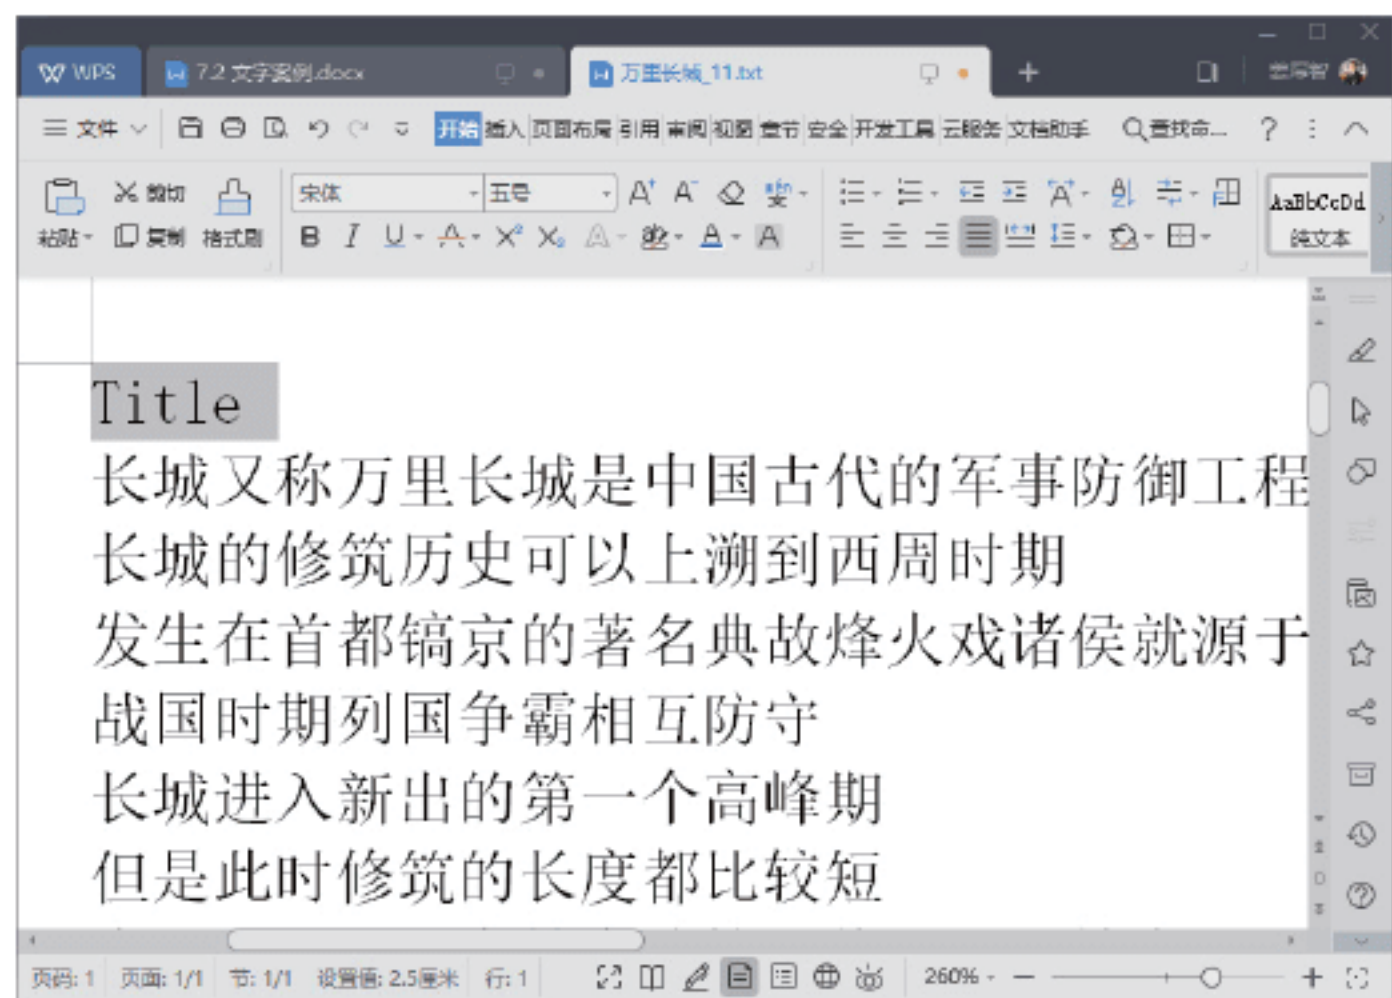 WPS 7.2 文字案例.docx 万里长城_11.txt
文件 开始 插入 页面布局 引用 审阅 视图 章节 安全 开发工具 云服务 文档助手 查找命...
剪切 宋体 五号 AaBbCcDd
粘贴 复制 格式刷 B I U A X² X₂ A A A 纯文本
Title
长城又称万里长城是中国古代的军事防御工程
长城的修筑历史可以上溯到西周时期
发生在首都镐京的著名典故烽火戏诸侯就源于
战国时期列国争霸相互防守
长城进入新出的第一个高峰期
但是此时修筑的长度都比较短
页码: 1 页面: 1/1 节: 1/1 设置值: 2.5厘米 行: 1 260%